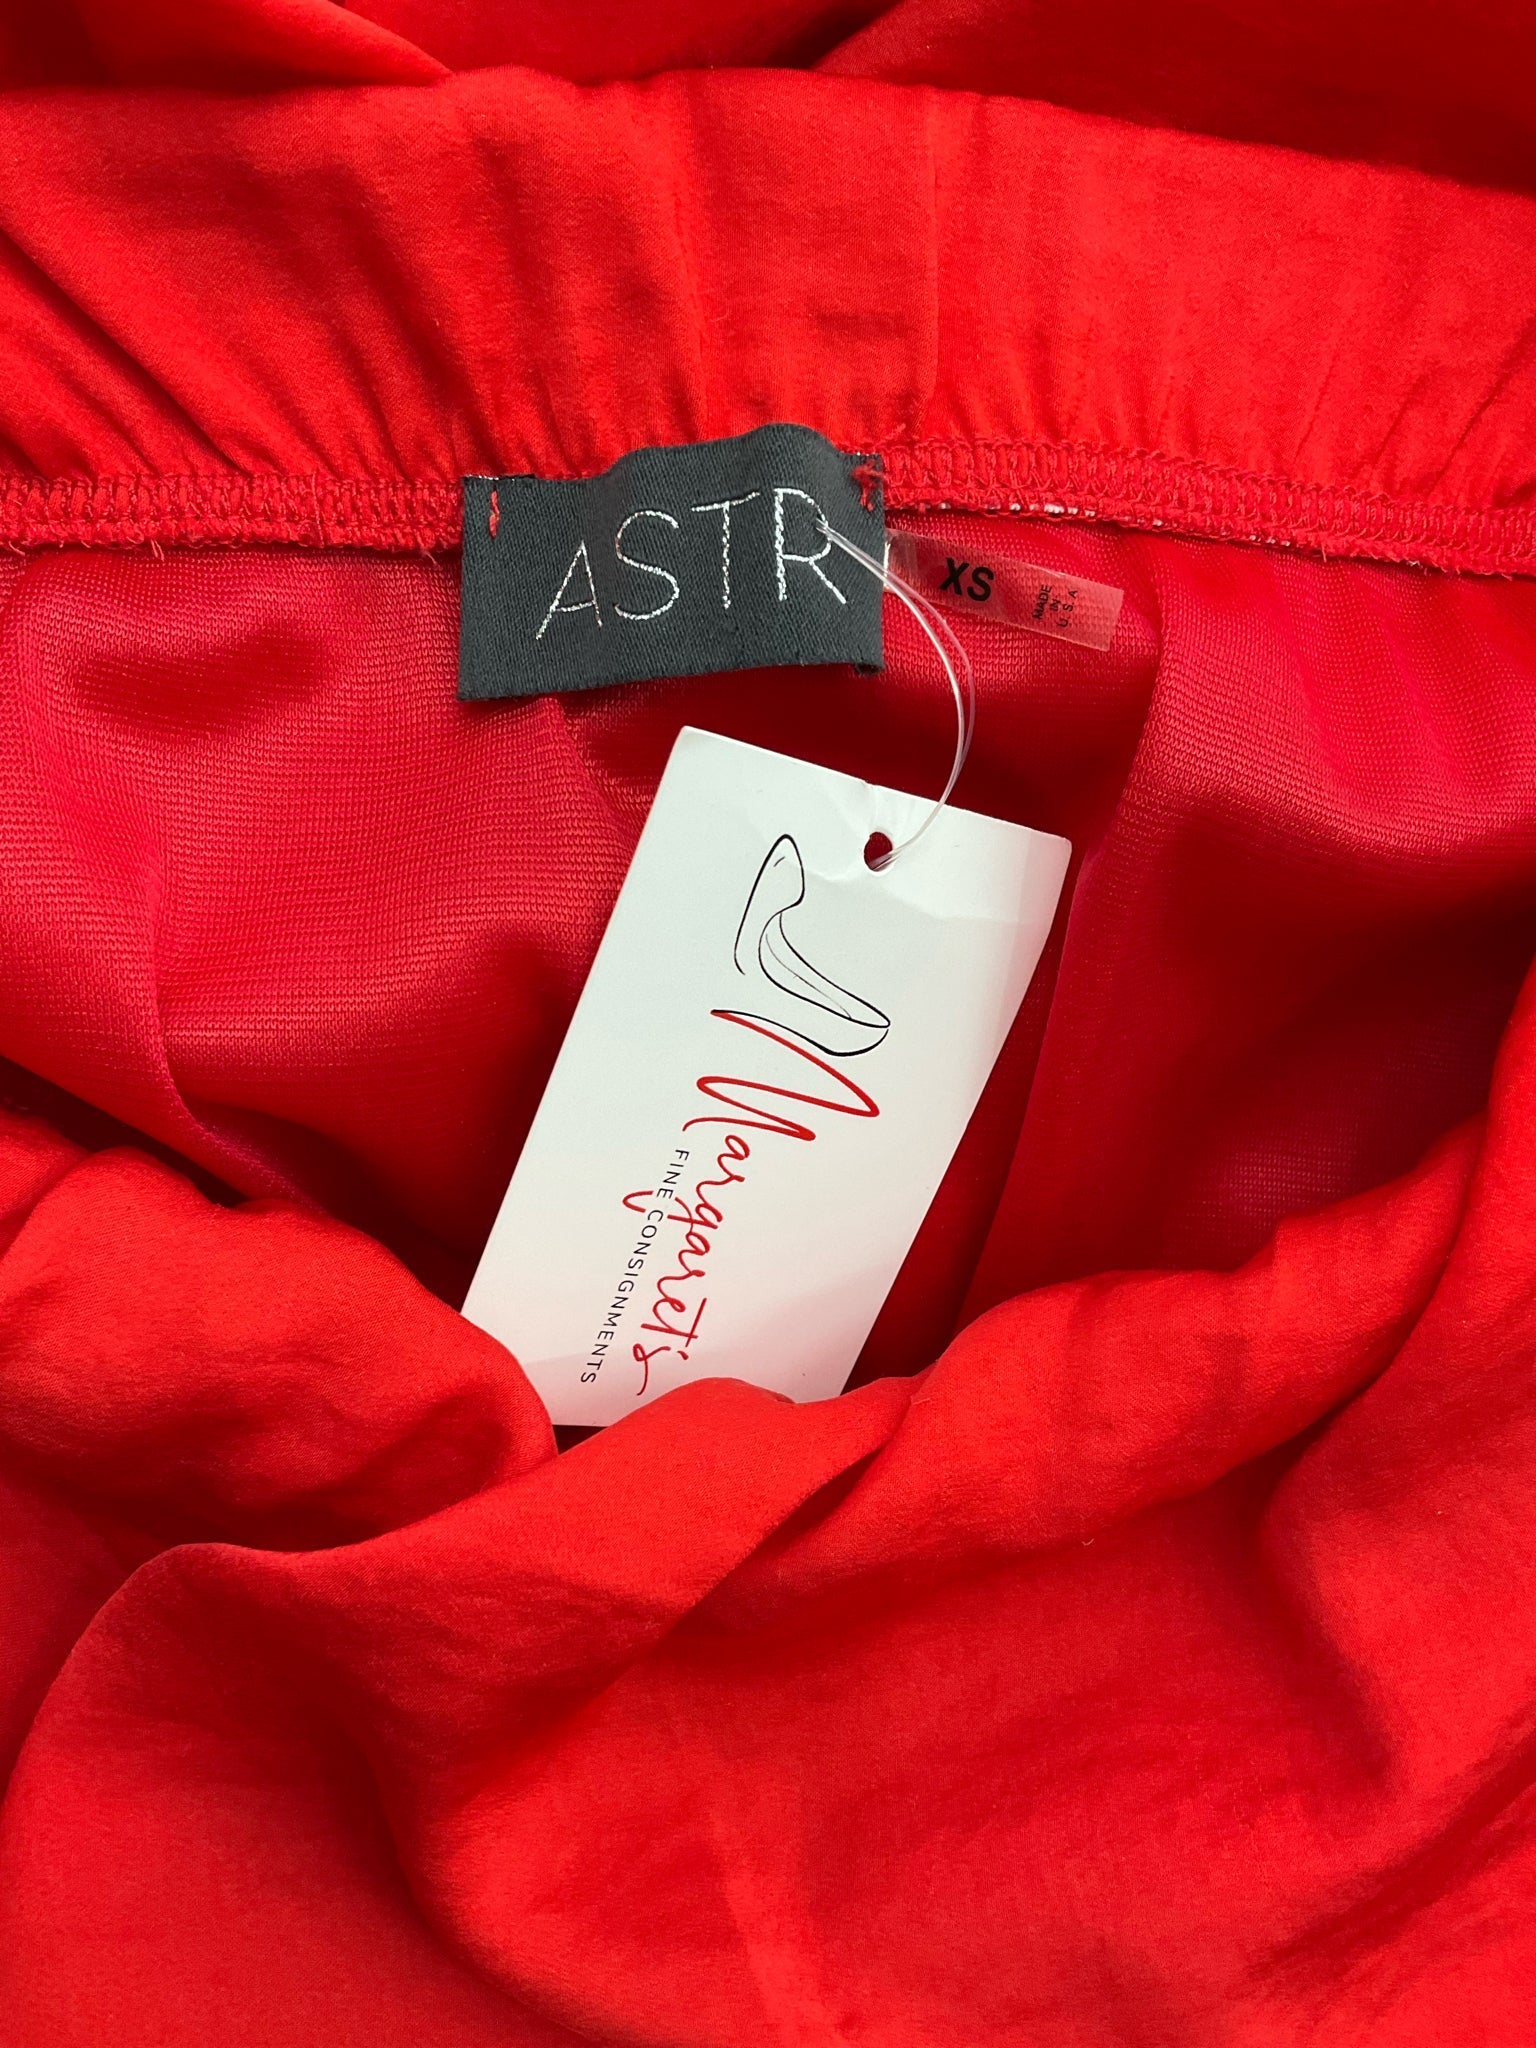 ASTR
XS
MADE
IN
U.S.A
Margaret's
FINE CONSIGNMENTS